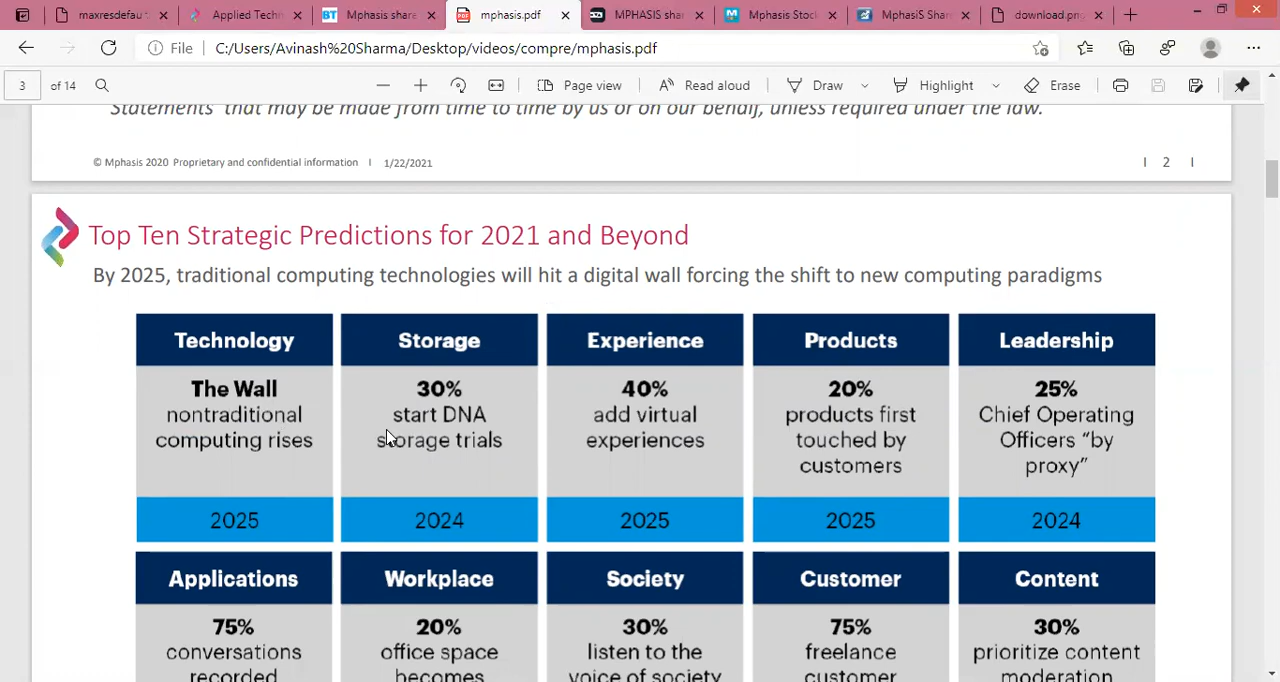 maxresdefau
Applied Techn
BT Mphasis share
mphasis.pdf
MPHASIS shar
Mphasis Stock
MphasiS Shar
download.png
File C:/Users/Avinash%20Sharma/Desktop/videos/compre/mphasis.pdf
3 of 14
Page view
Read aloud
Draw
Highlight
Erase
Statements' that may be made from time to time by us or on our behalf, unless required under the law.
© Mphasis 2020 Proprietary and confidential information I 1/22/2021
I 2 I
Top Ten Strategic Predictions for 2021 and Beyond
By 2025, traditional computing technologies will hit a digital wall forcing the shift to new computing paradigms
Technology
The Wall
nontraditional
computing rises
2025
Storage
30%
start DNA
storage trials
2024
Experience
40%
add virtual
experiences
2025
Products
20%
products first
touched by
customers
2025
Leadership
25%
Chief Operating
Officers “by
proxy”
2024
Applications
75%
conversations
recorded
Workplace
20%
office space
becomes
Society
30%
listen to the
voice of society
Customer
75%
freelance
customer
Content
30%
prioritize content
moderation